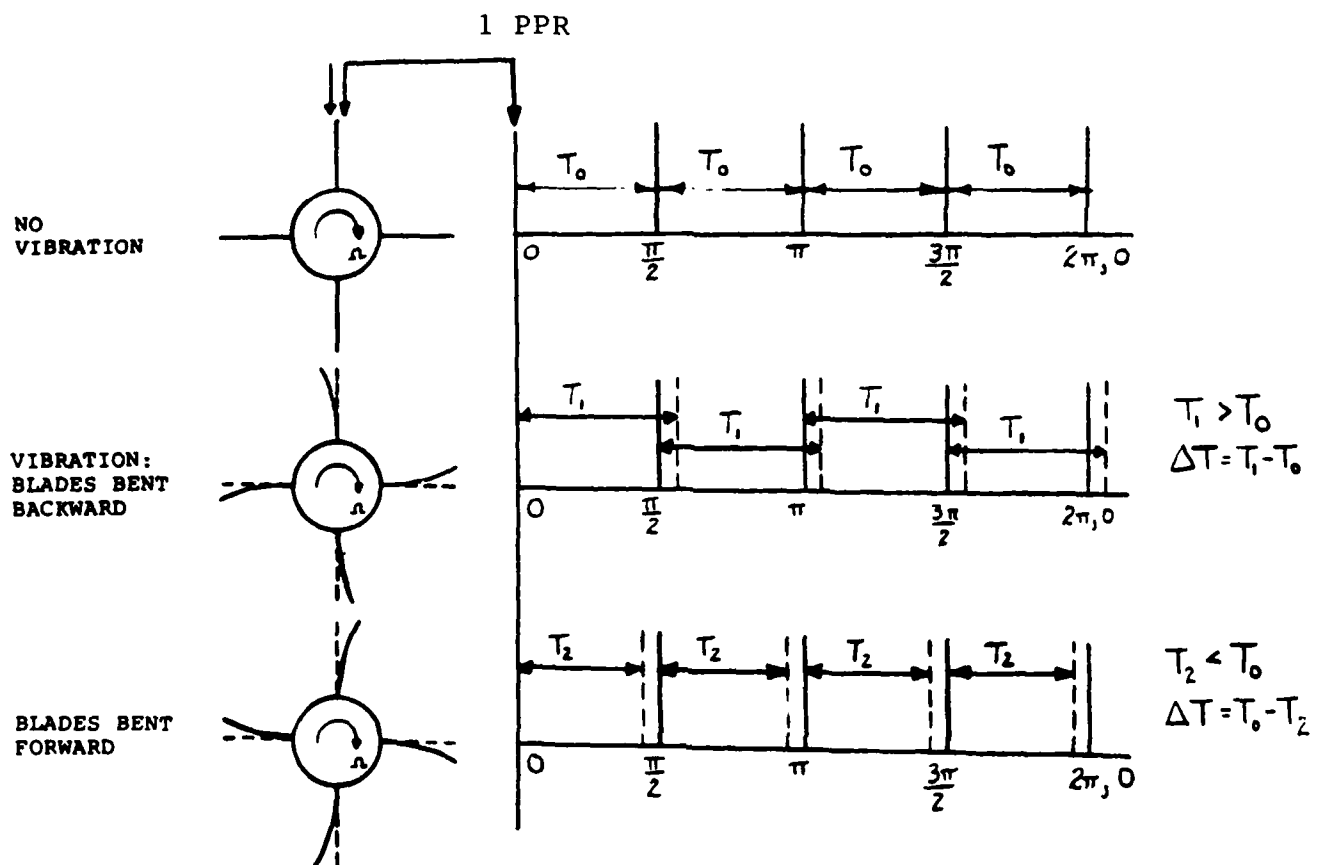 1 PPR
T₀ T₀ T₀ T₀
NO
VIBRATION
Ω
0 π/2 π 3π/2 2π, 0
T₁ T₁ T₁ T₁
T₁ > T₀
ΔT = T₁ - T₀
VIBRATION:
BLADES BENT
BACKWARD
Ω
0 π/2 π 3π/2 2π, 0
T₂ T₂ T₂ T₂
T₂ < T₀
ΔT = T₀ - T₂
BLADES BENT
FORWARD
Ω
0 π/2 π 3π/2 2π, 0